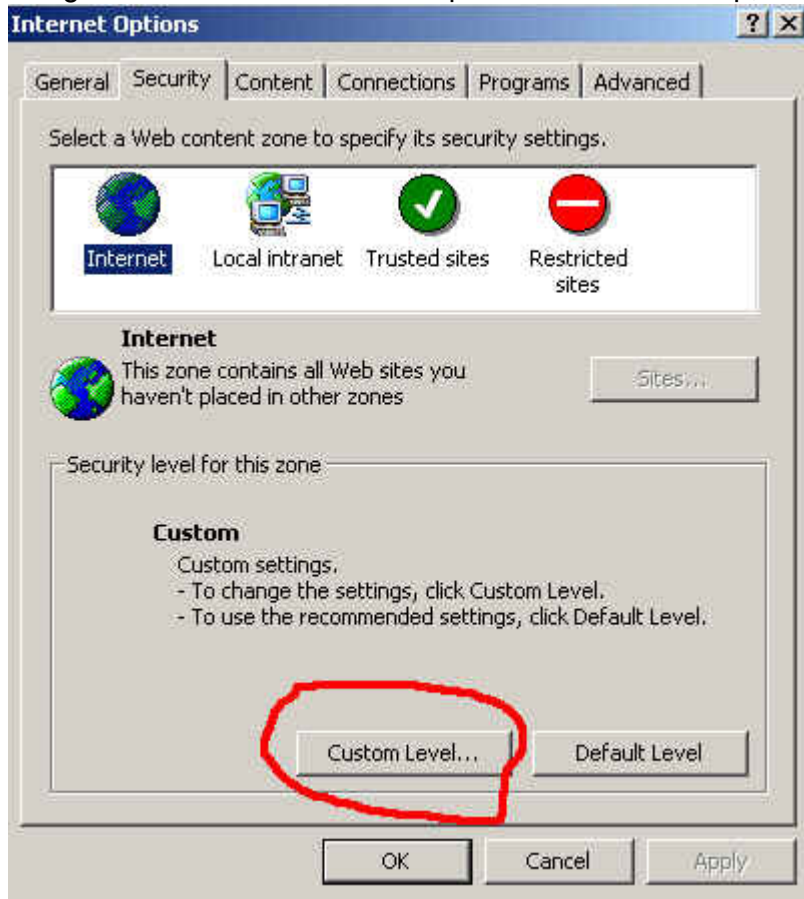 Internet Options
General Security Content Connections Programs Advanced
Select a Web content zone to specify its security settings.
Internet Local intranet Trusted sites Restricted
sites
Internet
This zone contains all Web sites you
haven't placed in other zones
Sites...
Security level for this zone
Custom
Custom settings.
- To change the settings, click Custom Level.
- To use the recommended settings, click Default Level.
Custom Level... Default Level
OK Cancel Apply